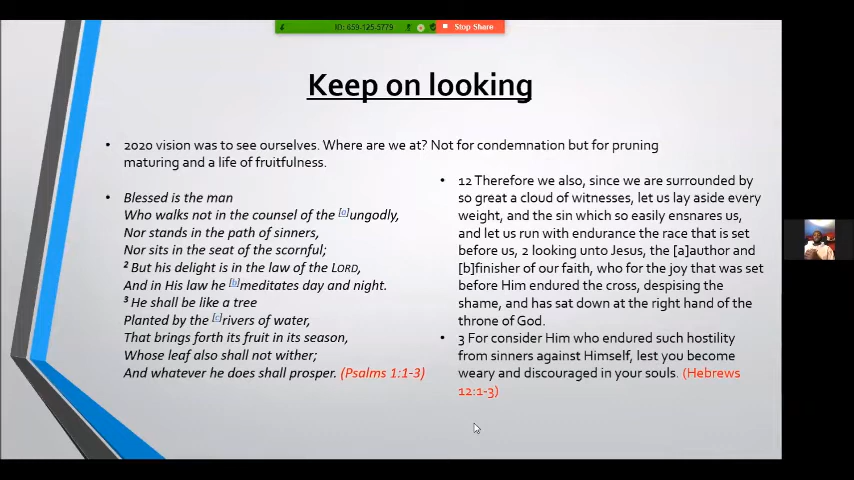 ID: 659-125-5779
Stop Share
Keep on looking
• 2020 vision was to see ourselves. Where are we at? Not for condemnation but for pruning
maturing and a life of fruitfulness.
• Blessed is the man
Who walks not in the counsel of the [a]ungodly,
Nor stands in the path of sinners,
Nor sits in the seat of the scornful;
2 But his delight is in the law of the LORD,
And in His law he [b]meditates day and night.
3 He shall be like a tree
Planted by the [c]rivers of water,
That brings forth its fruit in its season,
Whose leaf also shall not wither;
And whatever he does shall prosper. (Psalms 1:1-3)
• 12 Therefore we also, since we are surrounded by
so great a cloud of witnesses, let us lay aside every
weight, and the sin which so easily ensnares us,
and let us run with endurance the race that is set
before us, 2 looking unto Jesus, the [a]author and
[b]finisher of our faith, who for the joy that was set
before Him endured the cross, despising the
shame, and has sat down at the right hand of the
throne of God.
• 3 For consider Him who endured such hostility
from sinners against Himself, lest you become
weary and discouraged in your souls. (Hebrews
12:1-3)